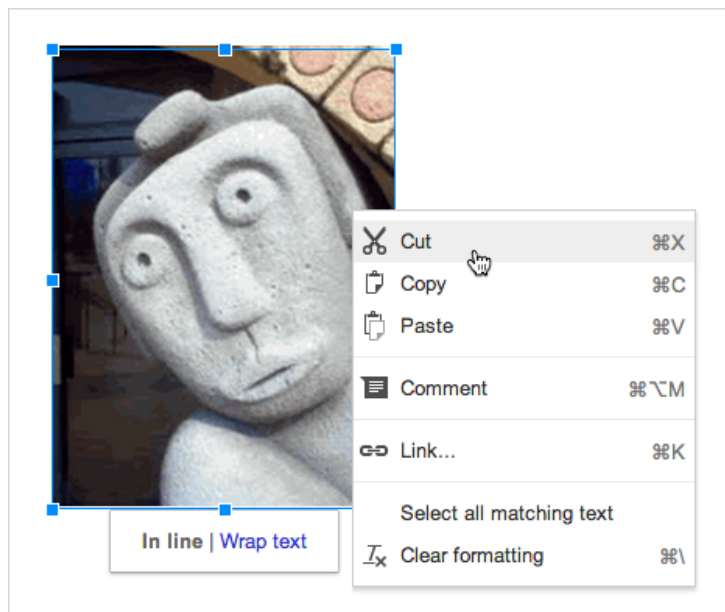 Cut ⌘X
Copy ⌘C
Paste ⌘V
Comment ⌘⌥M
Link... ⌘K
Select all matching text
Clear formatting ⌘\
In line | Wrap text